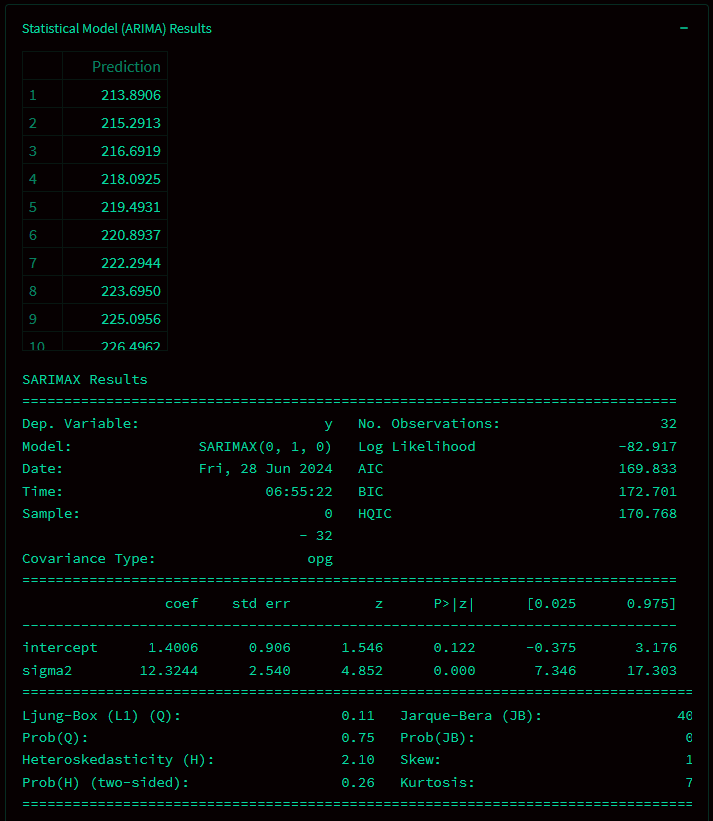 Statistical Model (ARIMA) Results −
Prediction
1 213.8906
2 215.2913
3 216.6919
4 218.0925
5 219.4931
6 220.8937
7 222.2944
8 223.6950
9 225.0956
10 226.4962
SARIMAX Results
==============================================================================
Dep. Variable: y No. Observations: 32
Model: SARIMAX(0, 1, 0) Log Likelihood -82.917
Date: Fri, 28 Jun 2024 AIC 169.833
Time: 06:55:22 BIC 172.701
Sample: 0 HQIC 170.768
- 32
Covariance Type: opg
==============================================================================
coef std err z P>|z| [0.025 0.975]
------------------------------------------------------------------------------
intercept 1.4006 0.906 1.546 0.122 -0.375 3.176
sigma2 12.3244 2.540 4.852 0.000 7.346 17.303
================================================================================
Ljung-Box (L1) (Q): 0.11 Jarque-Bera (JB): 40
Prob(Q): 0.75 Prob(JB): 0
Heteroskedasticity (H): 2.10 Skew: 1
Prob(H) (two-sided): 0.26 Kurtosis: 7
================================================================================